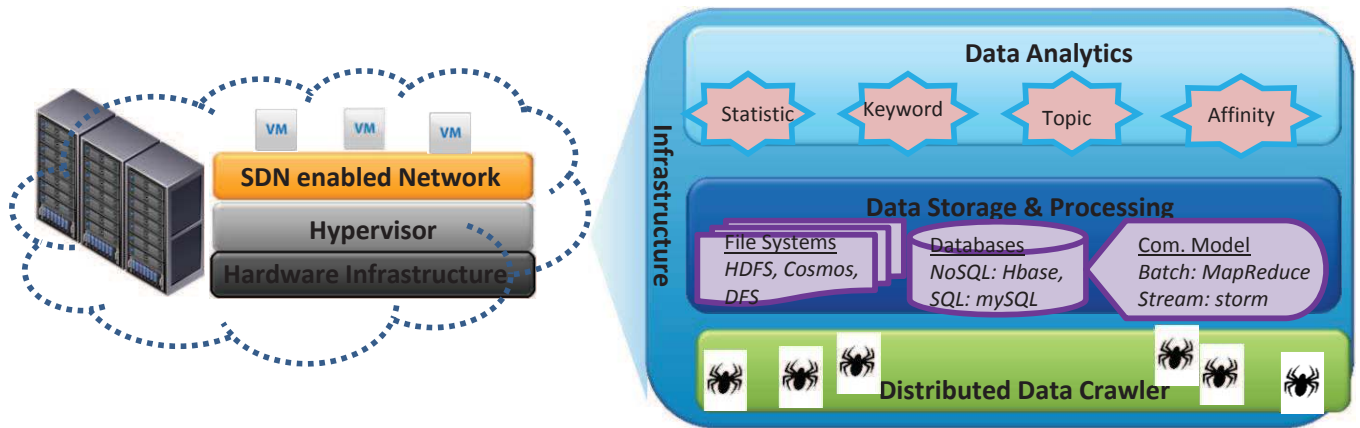 VM
VM
VM
SDN enabled Network
Hypervisor
Hardware Infrastructure
Infrastructure
Data Analytics
Statistic
Keyword
Topic
Affinity
Data Storage & Processing
File Systems
HDFS, Cosmos,
DFS
Databases
NoSQL: Hbase,
SQL: mySQL
Com. Model
Batch: MapReduce
Stream: storm
Distributed Data Crawler